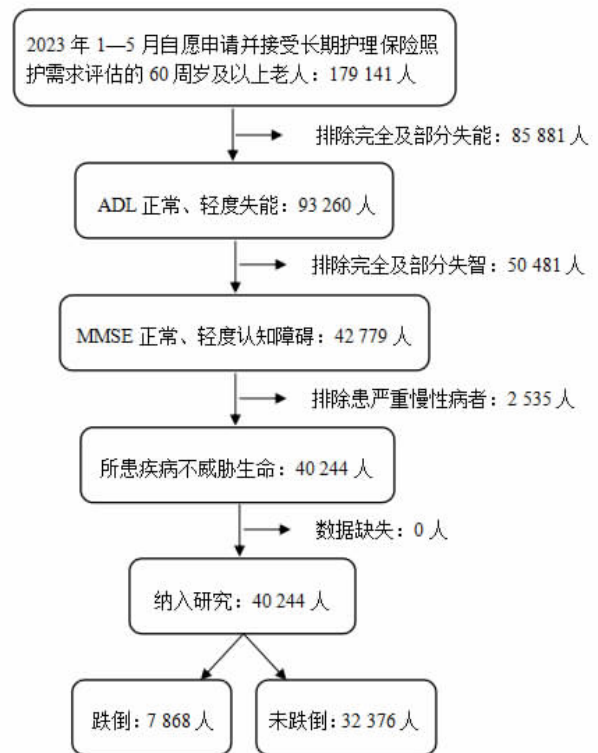 2023 年 1—5 月自愿申请并接受长期护理保险照
护需求评估的 60 周岁及以上老人：179 141 人
排除完全及部分失能：85 881 人
ADL 正常、轻度失能：93 260 人
排除完全及部分失智：50 481 人
MMSE 正常、轻度认知障碍：42 779 人
排除患严重慢性病者：2 535 人
所患疾病不威胁生命：40 244 人
数据缺失：0 人
纳入研究：40 244 人
跌倒：7 868 人
未跌倒：32 376 人